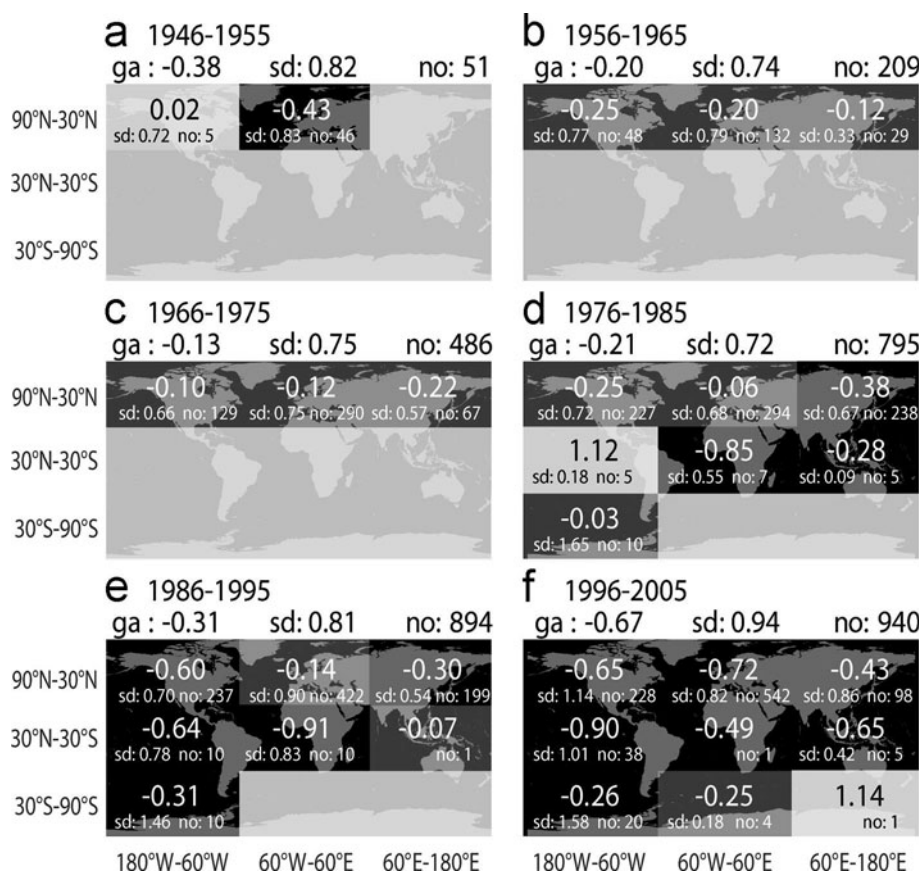 a 1946-1955
ga : -0.38 sd: 0.82 no: 51
90°N-30°N
0.02 -0.43
sd: 0.72 no: 5 sd: 0.83 no: 46
30°N-30°S
30°S-90°S
b 1956-1965
ga : -0.20 sd: 0.74 no: 209
-0.25 -0.20 -0.12
sd: 0.77 no: 48 sd: 0.79 no: 132 sd: 0.33 no: 29
c 1966-1975
ga : -0.13 sd: 0.75 no: 486
90°N-30°N
-0.10 -0.12 -0.22
sd: 0.66 no: 129 sd: 0.75 no: 290 sd: 0.57 no: 67
30°N-30°S
30°S-90°S
d 1976-1985
ga : -0.21 sd: 0.72 no: 795
-0.25 -0.06 -0.38
sd: 0.72 no: 227 sd: 0.68 no: 294 sd: 0.67 no: 238
1.12 -0.85 -0.28
sd: 0.18 no: 5 sd: 0.55 no: 7 sd: 0.09 no: 5
-0.03
sd: 1.65 no: 10
e 1986-1995
ga : -0.31 sd: 0.81 no: 894
90°N-30°N
-0.60 -0.14 -0.30
sd: 0.70 no: 237 sd: 0.90 no: 422 sd: 0.54 no: 199
30°N-30°S
-0.64 -0.91 -0.07
sd: 0.78 no: 10 sd: 0.83 no: 10 no: 1
30°S-90°S
-0.31
sd: 1.46 no: 10
180°W-60°W 60°W-60°E 60°E-180°E
f 1996-2005
ga : -0.67 sd: 0.94 no: 940
-0.65 -0.72 -0.43
sd: 1.14 no: 228 sd: 0.82 no: 542 sd: 0.86 no: 98
-0.90 -0.49 -0.65
sd: 1.01 no: 38 no: 1 sd: 0.42 no: 5
-0.26 -0.25 1.14
sd: 1.58 no: 20 sd: 0.18 no: 4 no: 1
180°W-60°W 60°W-60°E 60°E-180°E